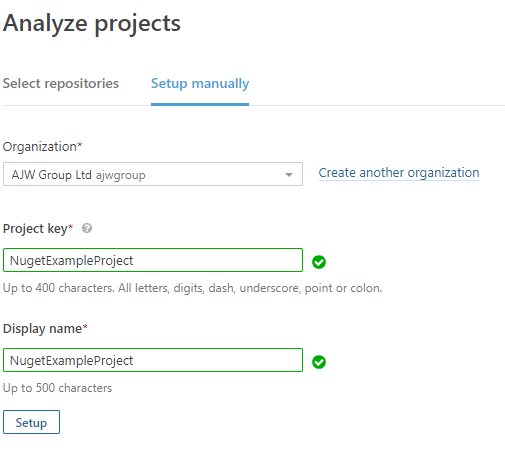 Analyze projects
Select repositories Setup manually
Organization*
AJW Group Ltd ajwgroup Create another organization
Project key* ?
NugetExampleProject
Up to 400 characters. All letters, digits, dash, underscore, point or colon.
Display name*
NugetExampleProject
Up to 500 characters
Setup